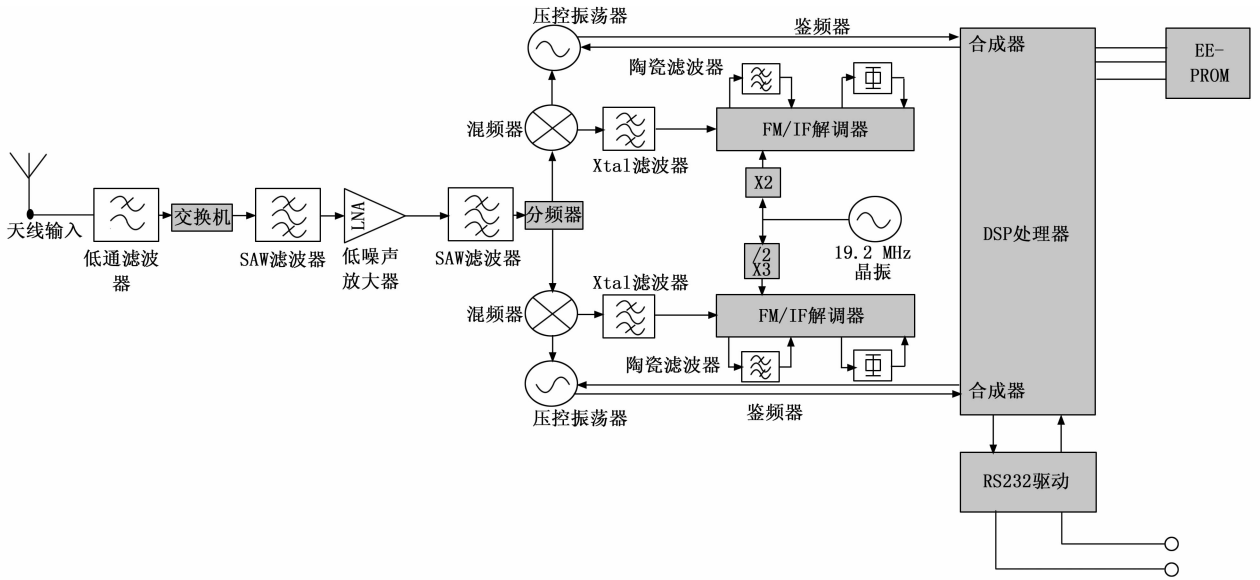 压控振荡器
鉴频器
合成器
EE-
PROM
陶瓷滤波器
混频器
FM/IF解调器
Xtal滤波器
X2
天线输入
低通滤波
器
交换机
SAW滤波器
LNA
低噪声
放大器
SAW滤波器
分频器
19.2 MHz
晶振
DSP处理器
/2
X3
Xtal滤波器
混频器
FM/IF解调器
陶瓷滤波器
合成器
压控振荡器
鉴频器
RS232驱动